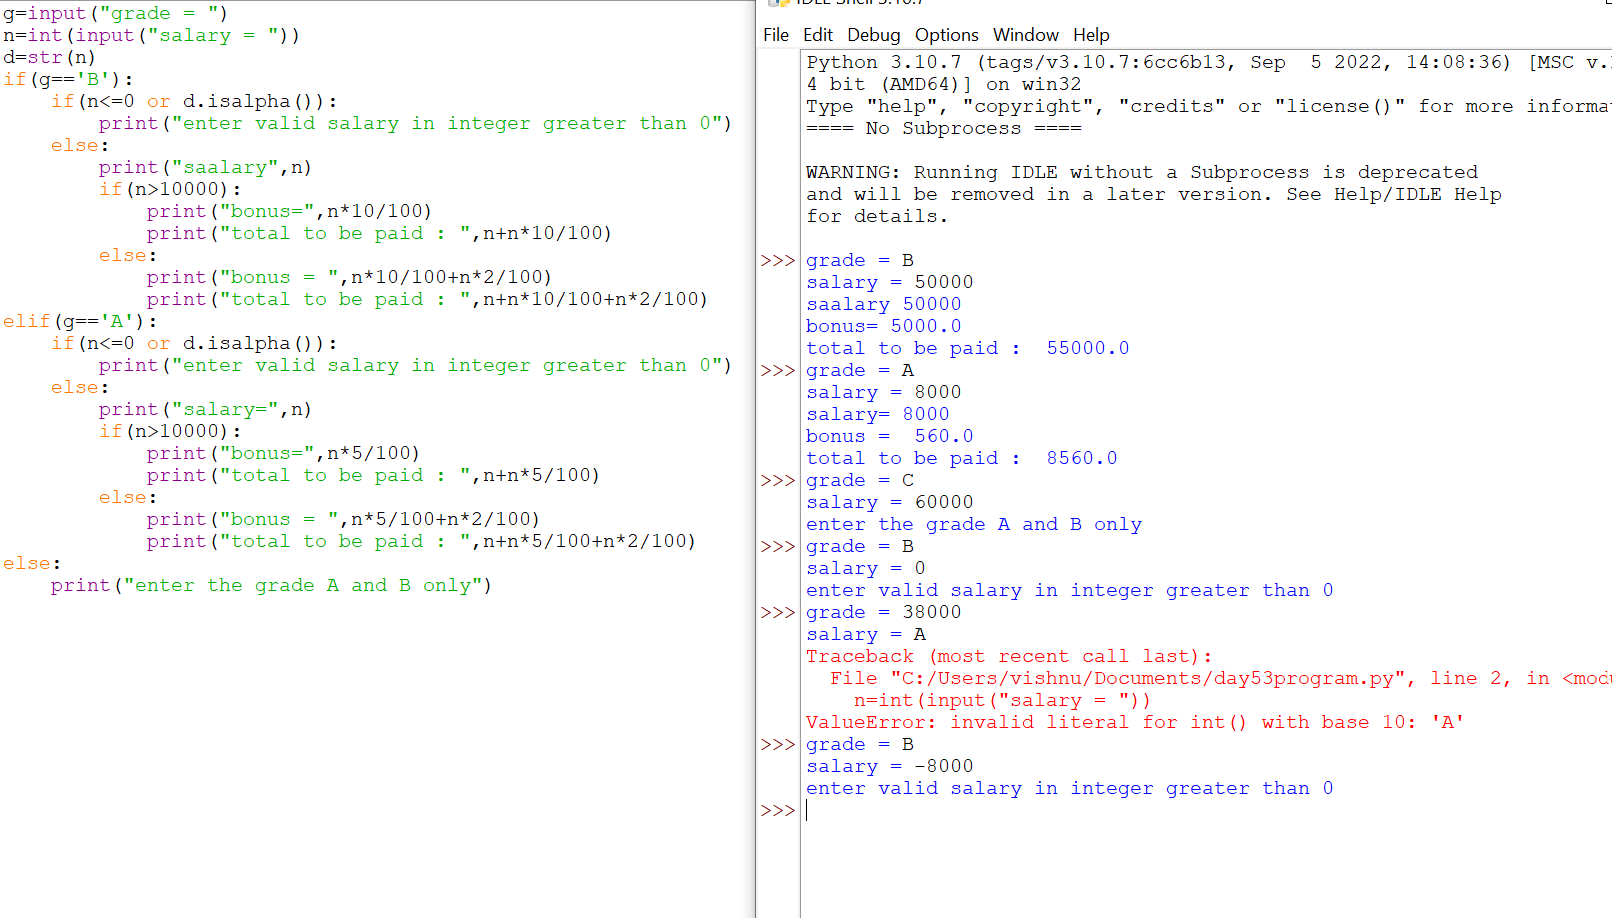 g=input("grade = ")
n=int(input("salary = "))
d=str(n)
if(g=='B'):
    if(n<=0 or d.isalpha()):
        print("enter valid salary in integer greater than 0")
    else:
        print("saalary",n)
        if(n>10000):
            print("bonus=",n*10/100)
            print("total to be paid : ",n+n*10/100)
        else:
            print("bonus = ",n*10/100+n*2/100)
            print("total to be paid : ",n+n*10/100+n*2/100)
elif(g=='A'):
    if(n<=0 or d.isalpha()):
        print("enter valid salary in integer greater than 0")
    else:
        print("salary=",n)
        if(n>10000):
            print("bonus=",n*5/100)
            print("total to be paid : ",n+n*5/100)
        else:
            print("bonus = ",n*5/100+n*2/100)
            print("total to be paid : ",n+n*5/100+n*2/100)
else:
    print("enter the grade A and B only")
IDLE Shell 3.10.7
File Edit Debug Options Window Help
Python 3.10.7 (tags/v3.10.7:6cc6b13, Sep  5 2022, 14:08:36) [MSC v.
4 bit (AMD64)] on win32
Type "help", "copyright", "credits" or "license()" for more informa
==== No Subprocess ====
WARNING: Running IDLE without a Subprocess is deprecated
and will be removed in a later version. See Help/IDLE Help
for details.
>>> grade = B
salary = 50000
saalary 50000
bonus= 5000.0
total to be paid :  55000.0
>>> grade = A
salary = 8000
salary= 8000
bonus =  560.0
total to be paid :  8560.0
>>> grade = C
salary = 60000
enter the grade A and B only
>>> grade = B
salary = 0
enter valid salary in integer greater than 0
>>> grade = 38000
salary = A
Traceback (most recent call last):
  File "C:/Users/vishnu/Documents/day53program.py", line 2, in <modu
    n=int(input("salary = "))
ValueError: invalid literal for int() with base 10: 'A'
>>> grade = B
salary = -8000
enter valid salary in integer greater than 0
>>>